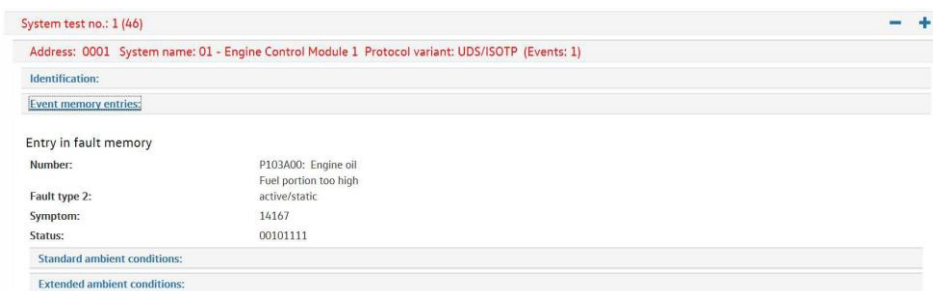 System test no.: 1 (46)
Address: 0001 System name: 01 - Engine Control Module 1 Protocol variant: UDS/ISOTP (Events: 1)
Identification:
Event memory entries:
Entry in fault memory
Number: P103A00: Engine oil
Fuel portion too high
Fault type 2: active/static
Symptom: 14167
Status: 00101111
Standard ambient conditions:
Extended ambient conditions: